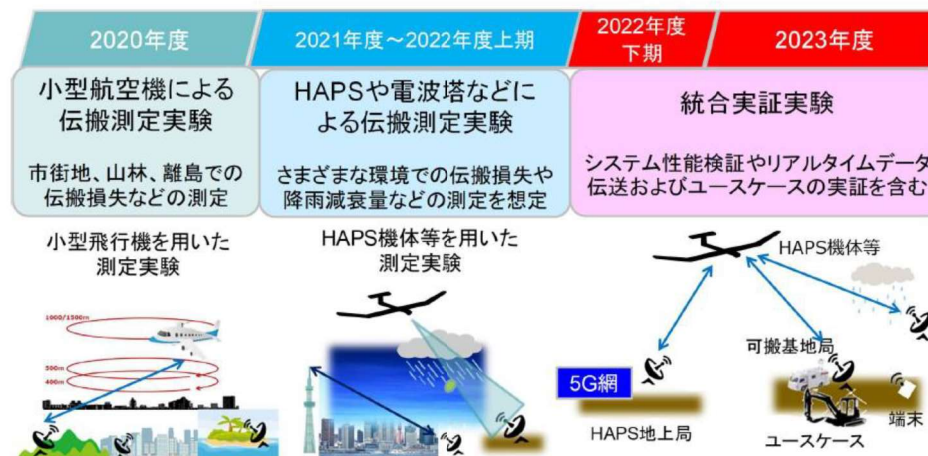 2020年度
2021年度～2022年度上期
2022年度
下期
2023年度
小型航空機による
伝搬測定実験
市街地、山林、離島での
伝搬損失などの測定
HAPSや電波塔などに
よる伝搬測定実験
さまざまな環境での伝搬損失や
降雨減衰量などの測定を想定
統合実証実験
システム性能検証やリアルタイムデータ
伝送およびユースケースの実証を含む
小型飛行機を用いた
測定実験
1000/1500m
500m
400m
HAPS機体等を用いた
測定実験
HAPS機体等
可搬基地局
5G網
HAPS地上局
ユースケース
端末